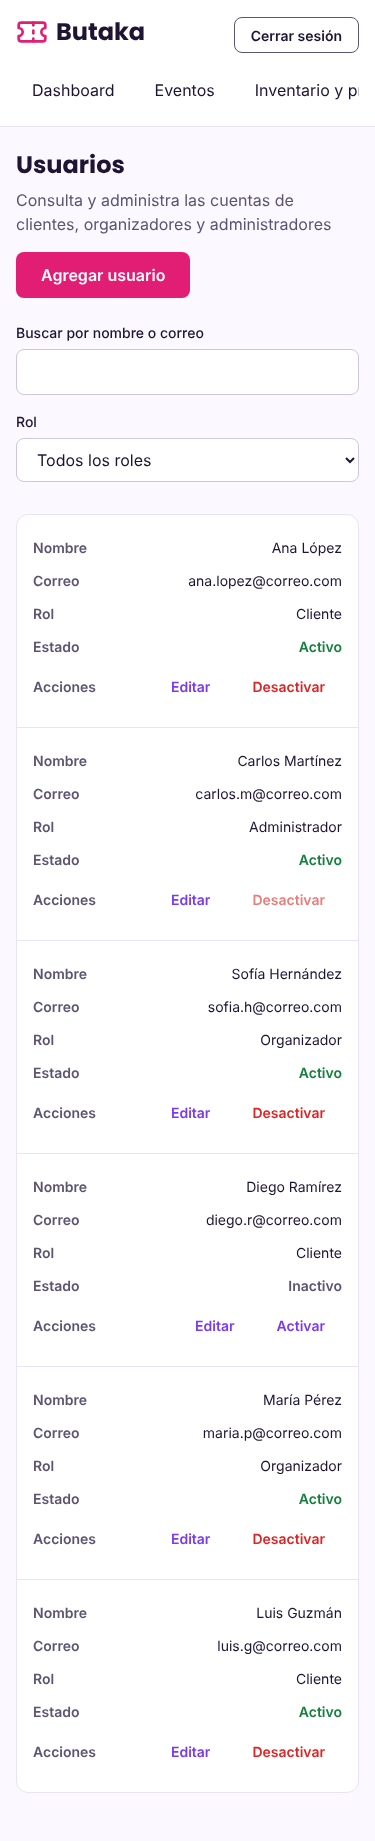 Butaka
Cerrar sesión
Dashboard Eventos Inventario y pr
Usuarios
Consulta y administra las cuentas de
clientes, organizadores y administradores
Agregar usuario
Buscar por nombre o correo
Rol
Todos los roles
Nombre Ana López
Correo ana.lopez@correo.com
Rol Cliente
Estado Activo
Acciones Editar Desactivar
Nombre Carlos Martínez
Correo carlos.m@correo.com
Rol Administrador
Estado Activo
Acciones Editar Desactivar
Nombre Sofía Hernández
Correo sofia.h@correo.com
Rol Organizador
Estado Activo
Acciones Editar Desactivar
Nombre Diego Ramírez
Correo diego.r@correo.com
Rol Cliente
Estado Inactivo
Acciones Editar Activar
Nombre María Pérez
Correo maria.p@correo.com
Rol Organizador
Estado Activo
Acciones Editar Desactivar
Nombre Luis Guzmán
Correo luis.g@correo.com
Rol Cliente
Estado Activo
Acciones Editar Desactivar